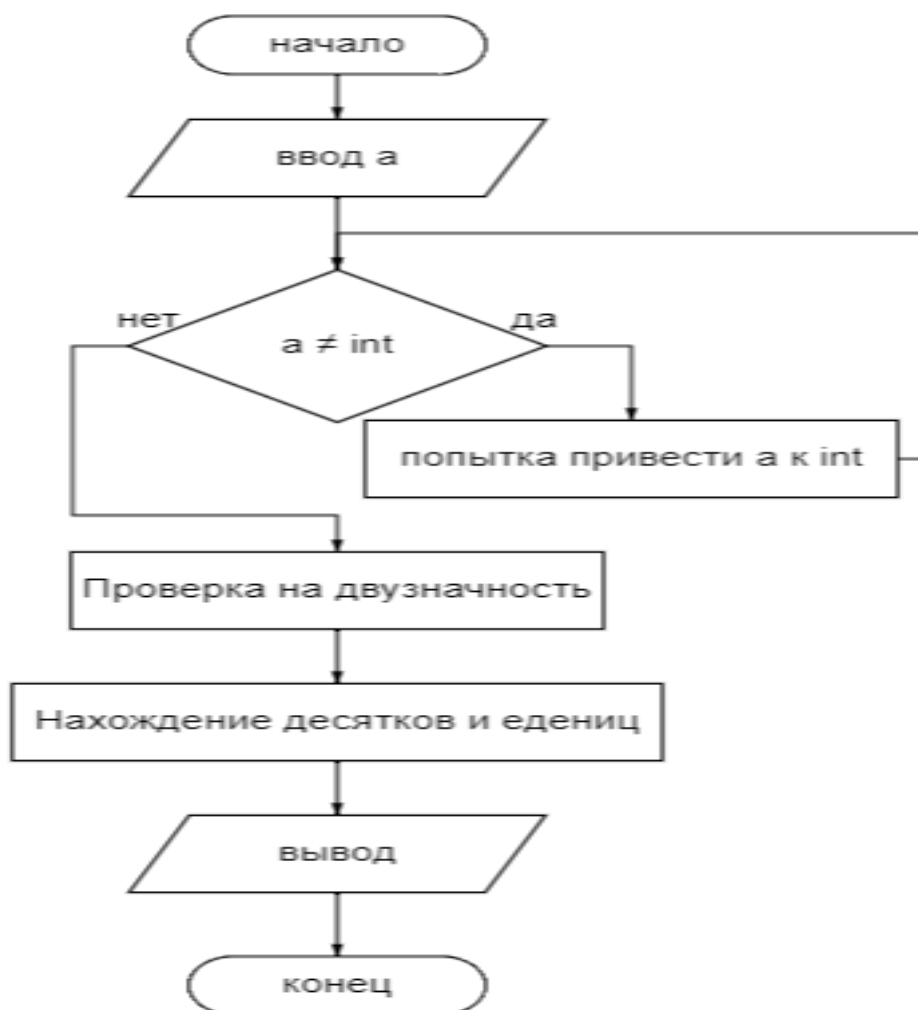 начало
ввод a
a ≠ int
нет
да
попытка привести a к int
Проверка на двузначность
Нахождение десятков и едениц
вывод
конец